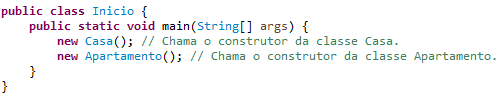 public class Inicio {
    public static void main(String[] args) {
        new Casa(); // Chama o construtor da classe Casa.
        new Apartamento(); // Chama o construtor da classe Apartamento.
    }
}